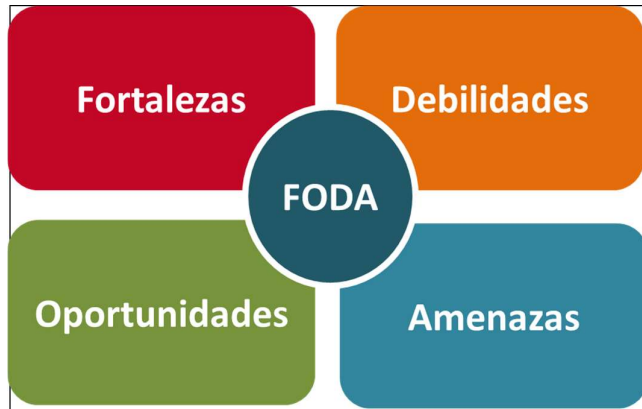 Fortalezas
Debilidades
FODA
Oportunidades
Amenazas